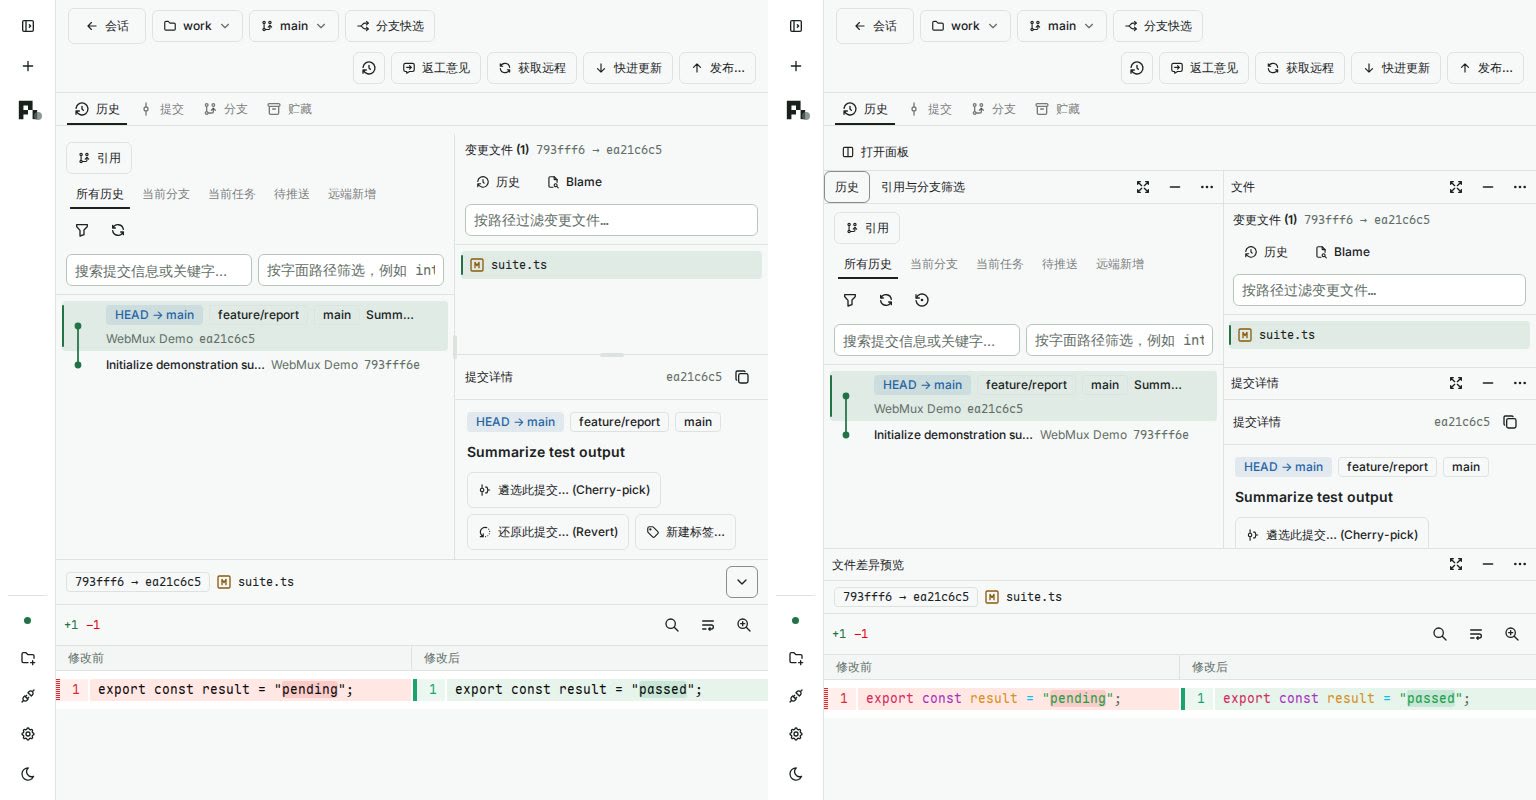 会话 work main 分支快选
返工意见 获取远程 快进更新 发布...
历史 提交 分支 贮藏
引用
所有历史 当前分支 当前任务 待推送 远端新增
搜索提交信息或关键字... 按字面路径筛选，例如 int
HEAD → main feature/report main Summ...
WebMux Demo ea21c6c5
Initialize demonstration su... WebMux Demo 793fff6e
变更文件 (1) 793fff6 → ea21c6c5
历史 Blame
按路径过滤变更文件…
M suite.ts
提交详情 ea21c6c5
HEAD → main feature/report main
Summarize test output
遴选此提交... (Cherry-pick)
还原此提交... (Revert) 新建标签...
793fff6 → ea21c6c5 M suite.ts
+1 −1
修改前 修改后
1 export const result = "pending"; 1 export const result = "passed";
会话 work main 分支快选
返工意见 获取远程 快进更新 发布...
历史 提交 分支 贮藏
打开面板
历史 引用与分支筛选
引用
所有历史 当前分支 当前任务 待推送 远端新增
搜索提交信息或关键字... 按字面路径筛选，例如 int
HEAD → main feature/report main Summ...
WebMux Demo ea21c6c5
Initialize demonstration su... WebMux Demo 793fff6e
文件
变更文件 (1) 793fff6 → ea21c6c5
历史 Blame
按路径过滤变更文件…
M suite.ts
提交详情
提交详情 ea21c6c5
HEAD → main feature/report main
Summarize test output
遴选此提交... (Cherry-pick)
文件差异预览
793fff6 → ea21c6c5 M suite.ts
+1 −1
修改前 修改后
1 export const result = "pending"; 1 export const result = "passed";